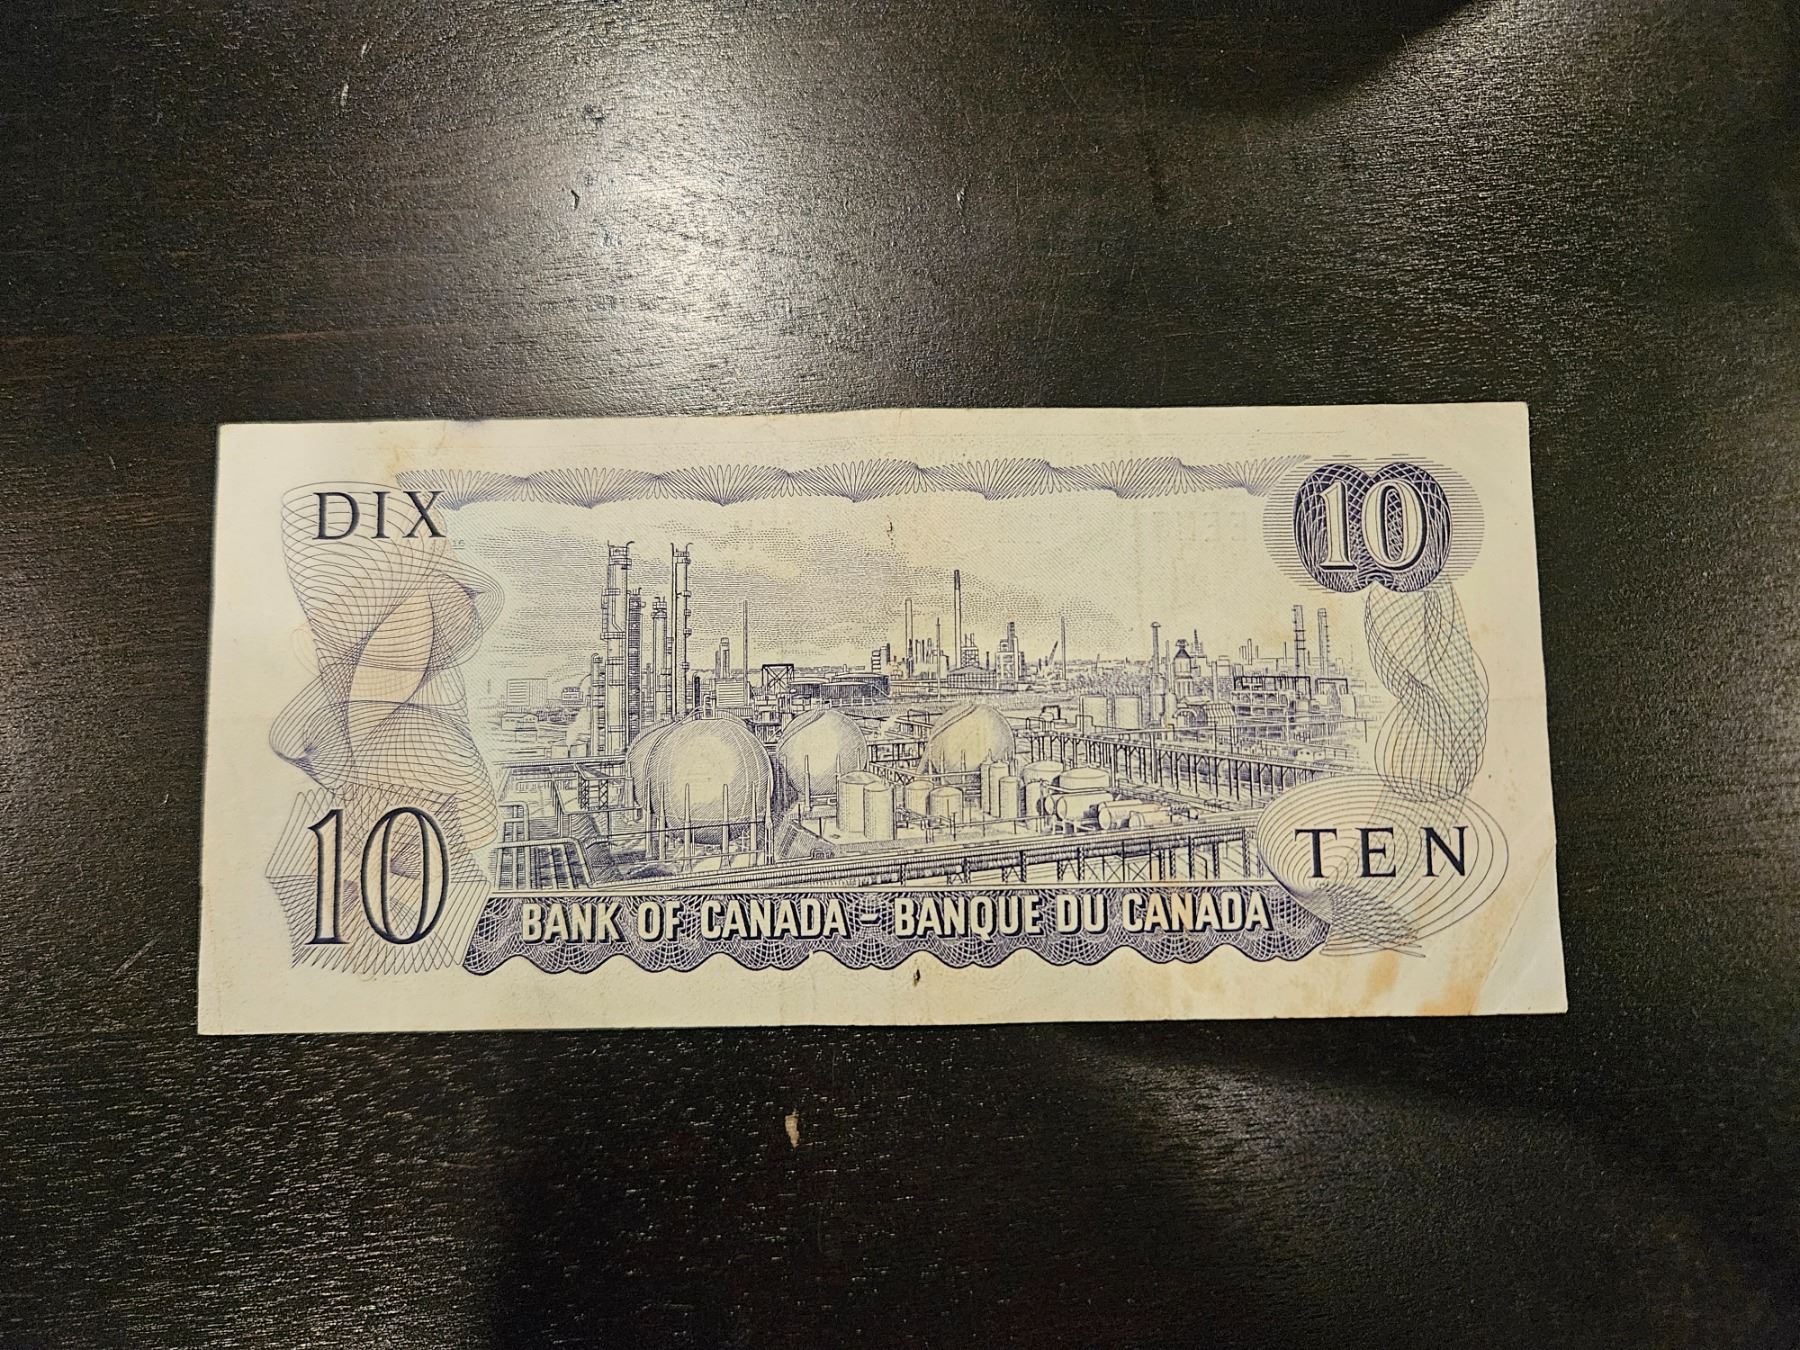 DIX
10
10
TEN
BANK OF CANADA - BANQUE DU CANADA